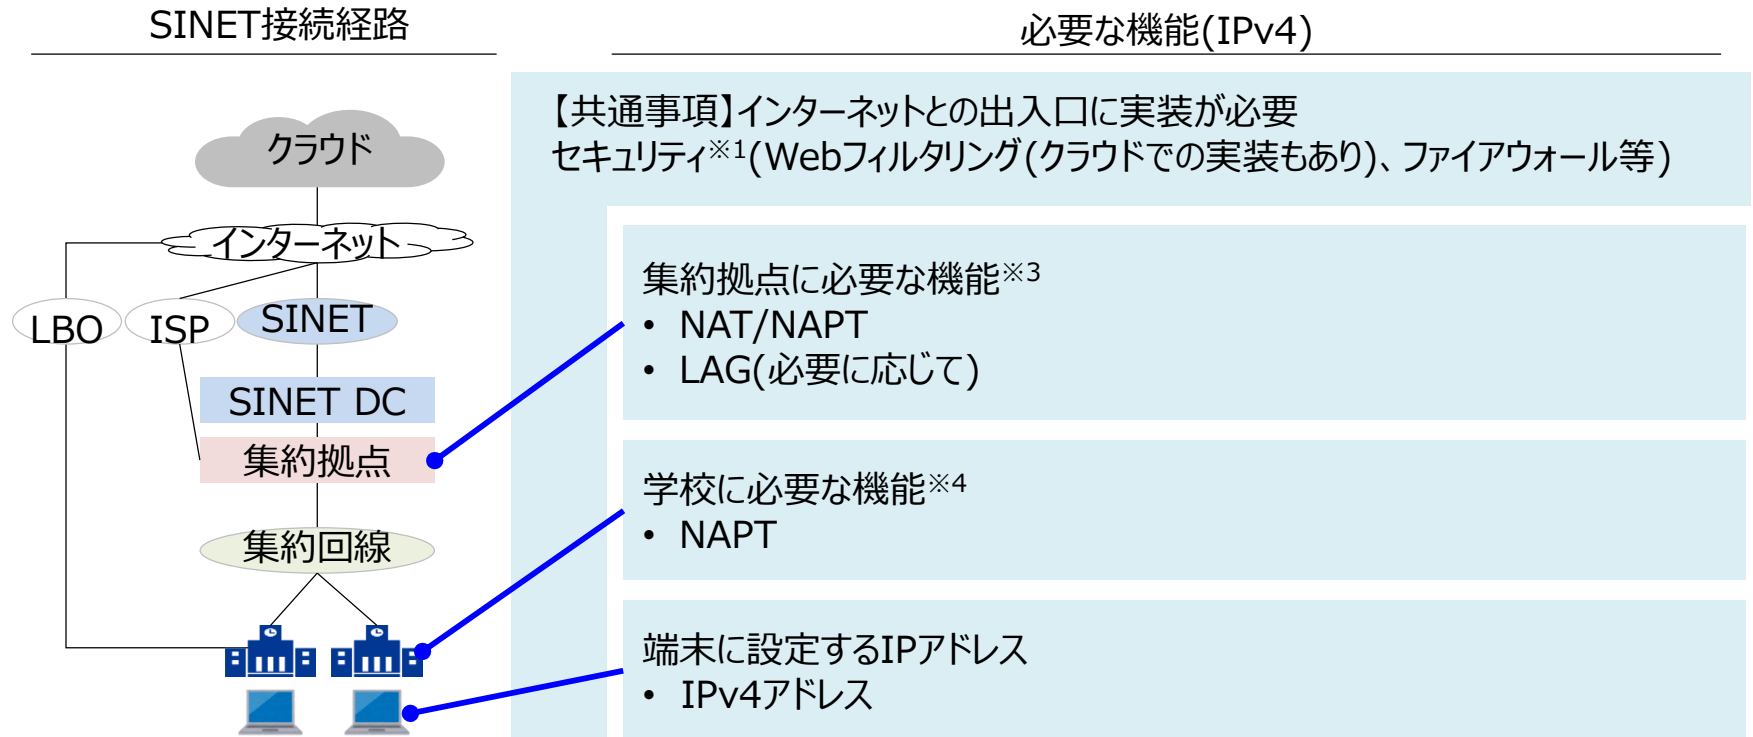 SINET接続経路
必要な機能(IPv4)
【共通事項】インターネットとの出入口に実装が必要
セキュリティ※1(Webフィルタリング(クラウドでの実装もあり)、ファイアウォール等)
クラウド
インターネット
LBO
ISP
SINET
SINET DC
集約拠点
集約回線
集約拠点に必要な機能※3
• NAT/NAPT
• LAG(必要に応じて)
学校に必要な機能※4
• NAPT
端末に設定するIPアドレス
• IPv4アドレス